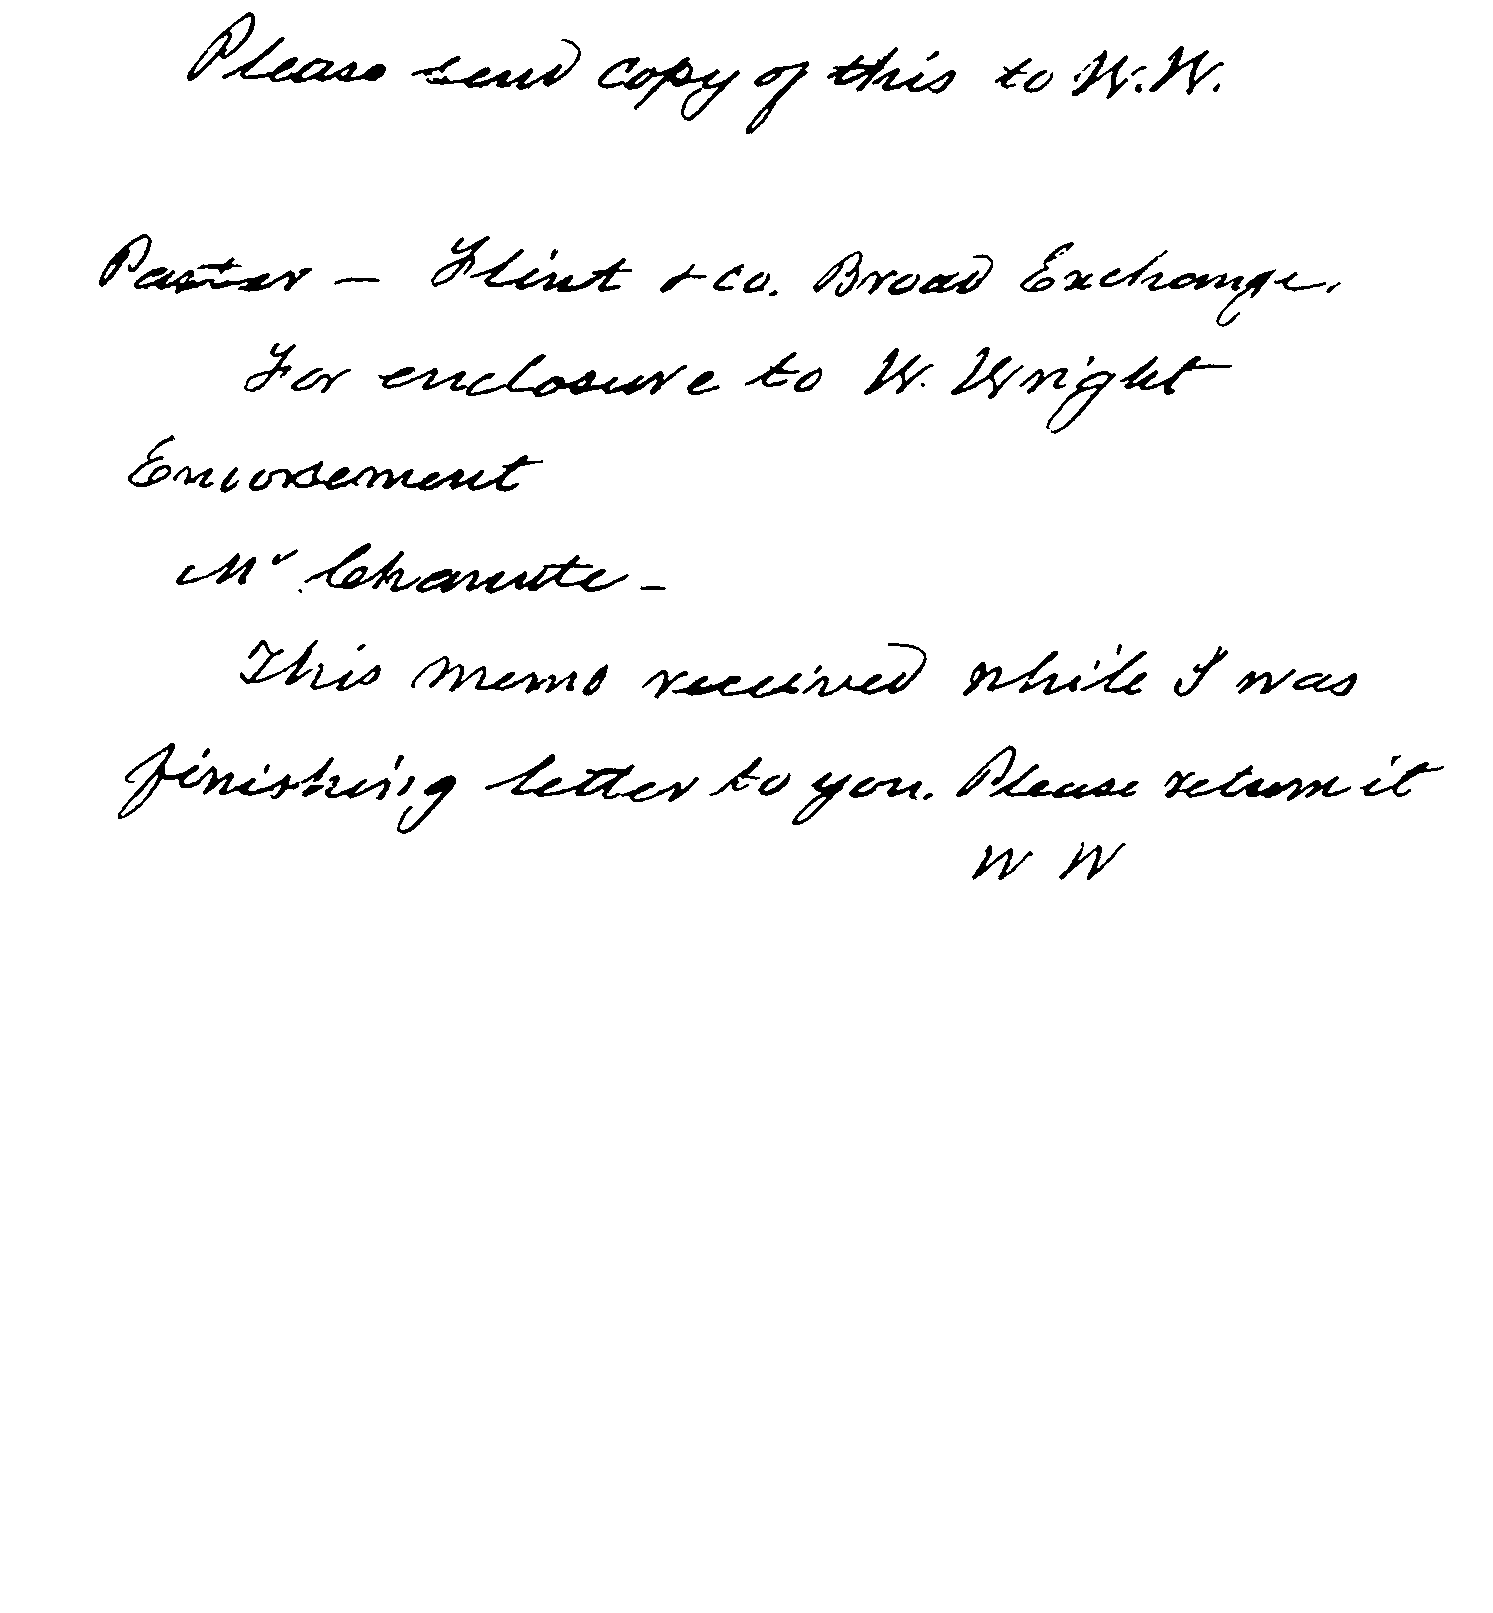 Please send copy of this to W.W.
Paster — Flint & Co. Broad Exchange.
For enclosure to W. Wright
Endorsement
Mr Chanute —
This memo received while I was
finishing letter to you. Please return it
W W